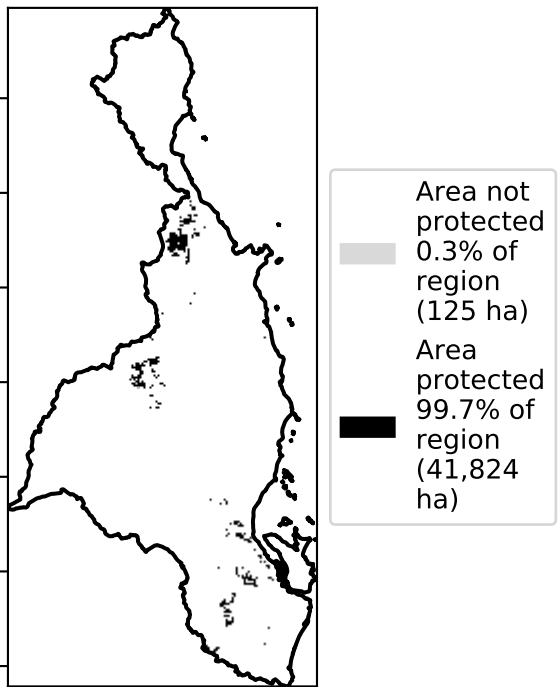 Area not
protected
0.3% of
region
(125 ha)
Area
protected
99.7% of
region
(41,824
ha)